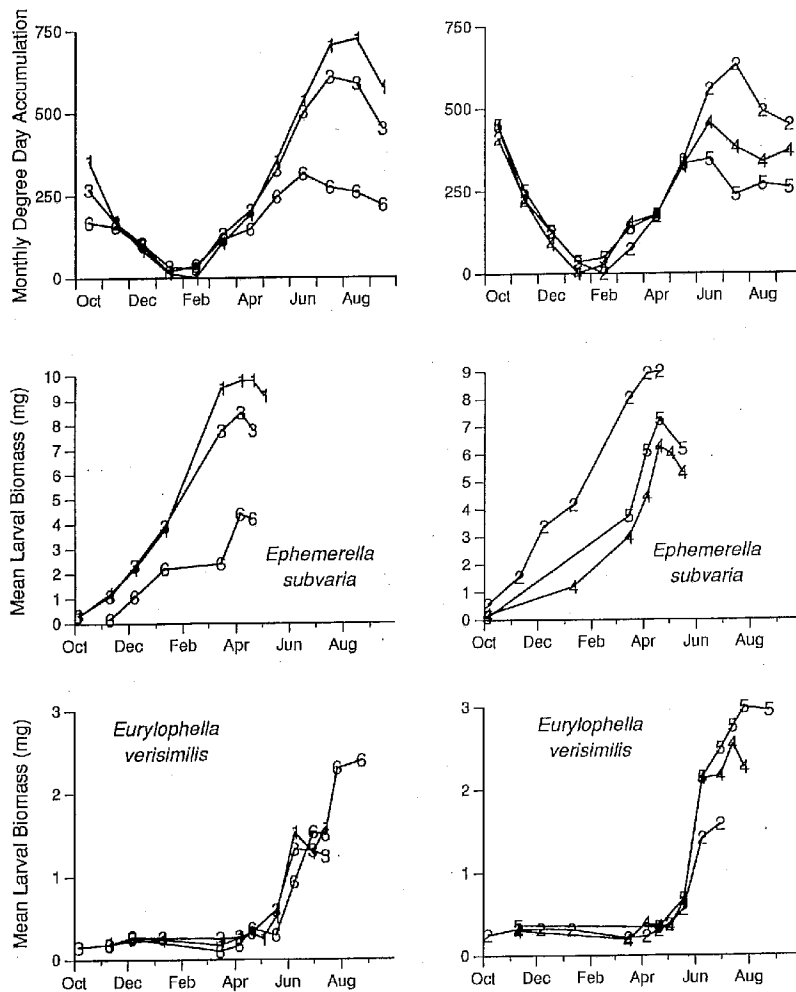 Monthly Degree Day Accumulation
750
500
250
0
Oct Dec Feb Apr Jun Aug
750
500
250
0
Oct Dec Feb Apr Jun Aug
Mean Larval Biomass (mg)
10
9
8
7
6
5
4
3
2
1
0
Ephemerella
subvaria
Oct Dec Feb Apr Jun Aug
9
8
7
6
5
4
3
2
1
0
Ephemerella
subvaria
Oct Dec Feb Apr Jun Aug
Mean Larval Biomass (mg)
3
2
1
0
Eurylophella
verisimilis
Oct Dec Feb Apr Jun Aug
3
2
1
0
Eurylophella
verisimilis
Oct Dec Feb Apr Jun Aug